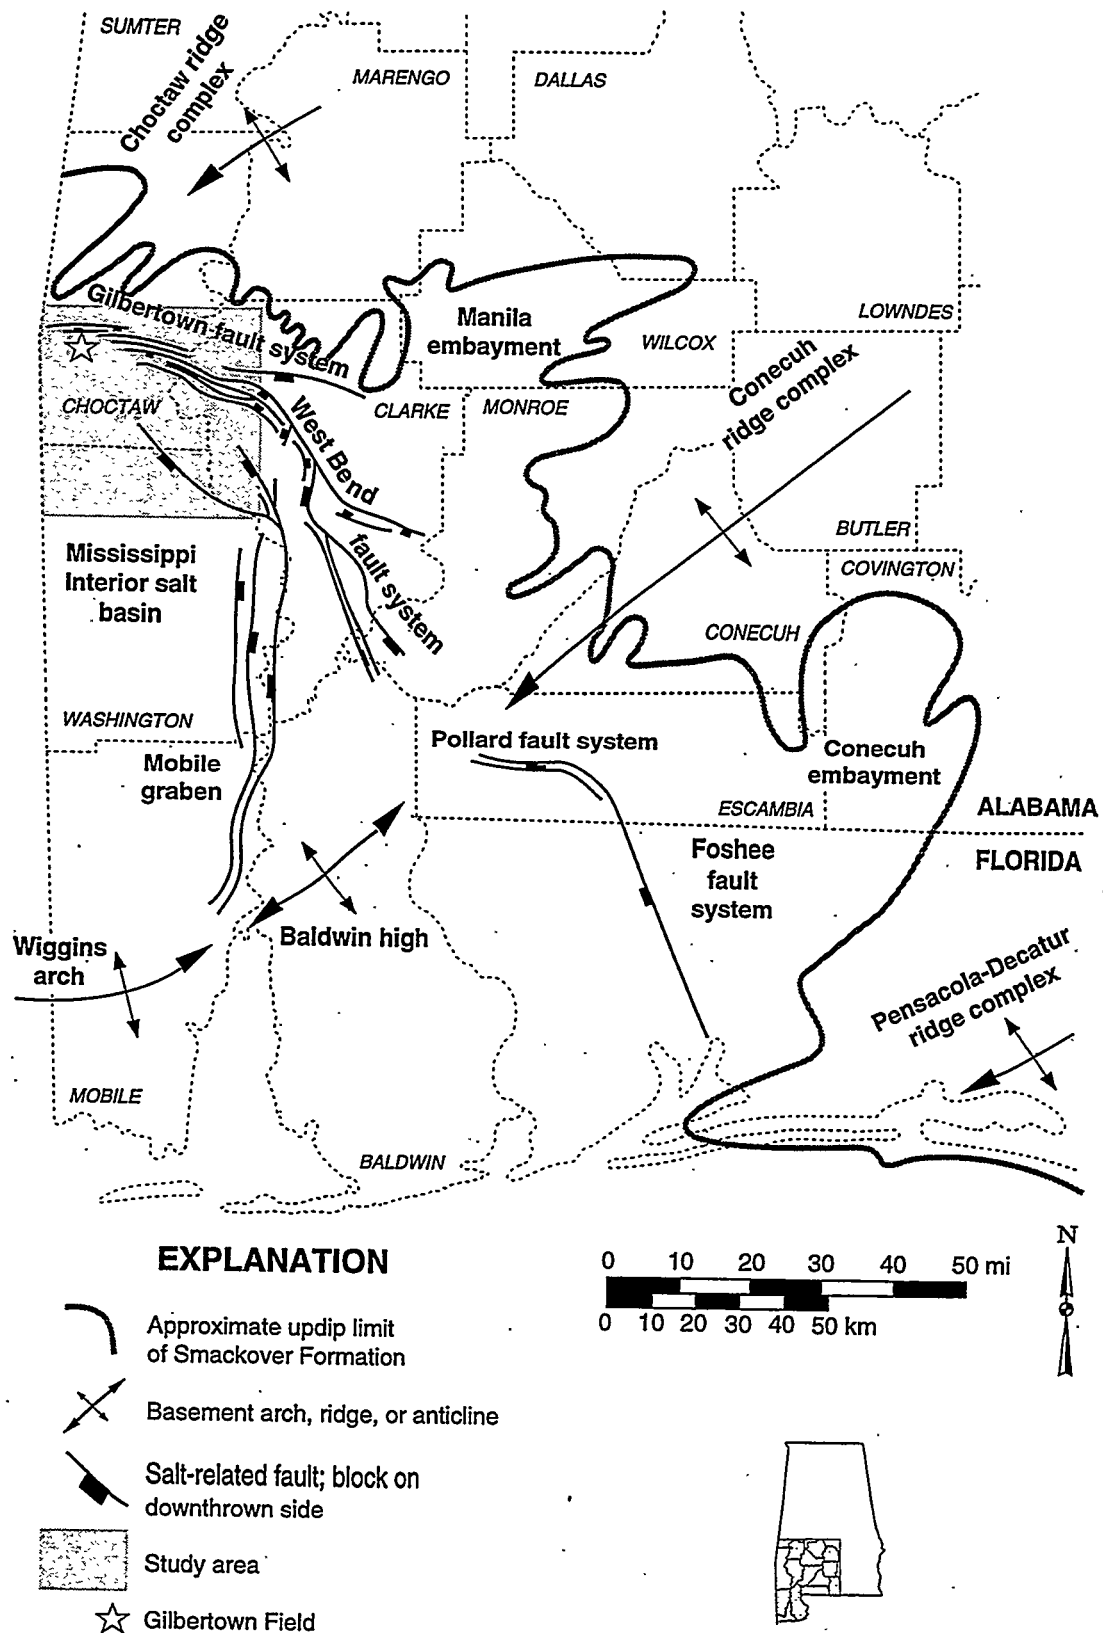 SUMTER
Choctaw ridge
complex
MARENGO
DALLAS
Gilbertown fault system
Manila
embayment
WILCOX
LOWNDES
Conecuh
ridge complex
CHOCTAW
CLARKE
MONROE
West Bend
fault system
BUTLER
COVINGTON
Mississippi
Interior salt
basin
CONECUH
WASHINGTON
Mobile
graben
Pollard fault system
Conecuh
embayment
ESCAMBIA
ALABAMA
FLORIDA
Foshee
fault
system
Wiggins
arch
Baldwin high
Pensacola-Decatur
ridge complex
MOBILE
BALDWIN
EXPLANATION
Approximate updip limit
of Smackover Formation
Basement arch, ridge, or anticline
Salt-related fault; block on
downthrown side
Study area
Gilbertown Field
0 10 20 30 40 50 mi
0 10 20 30 40 50 km
N